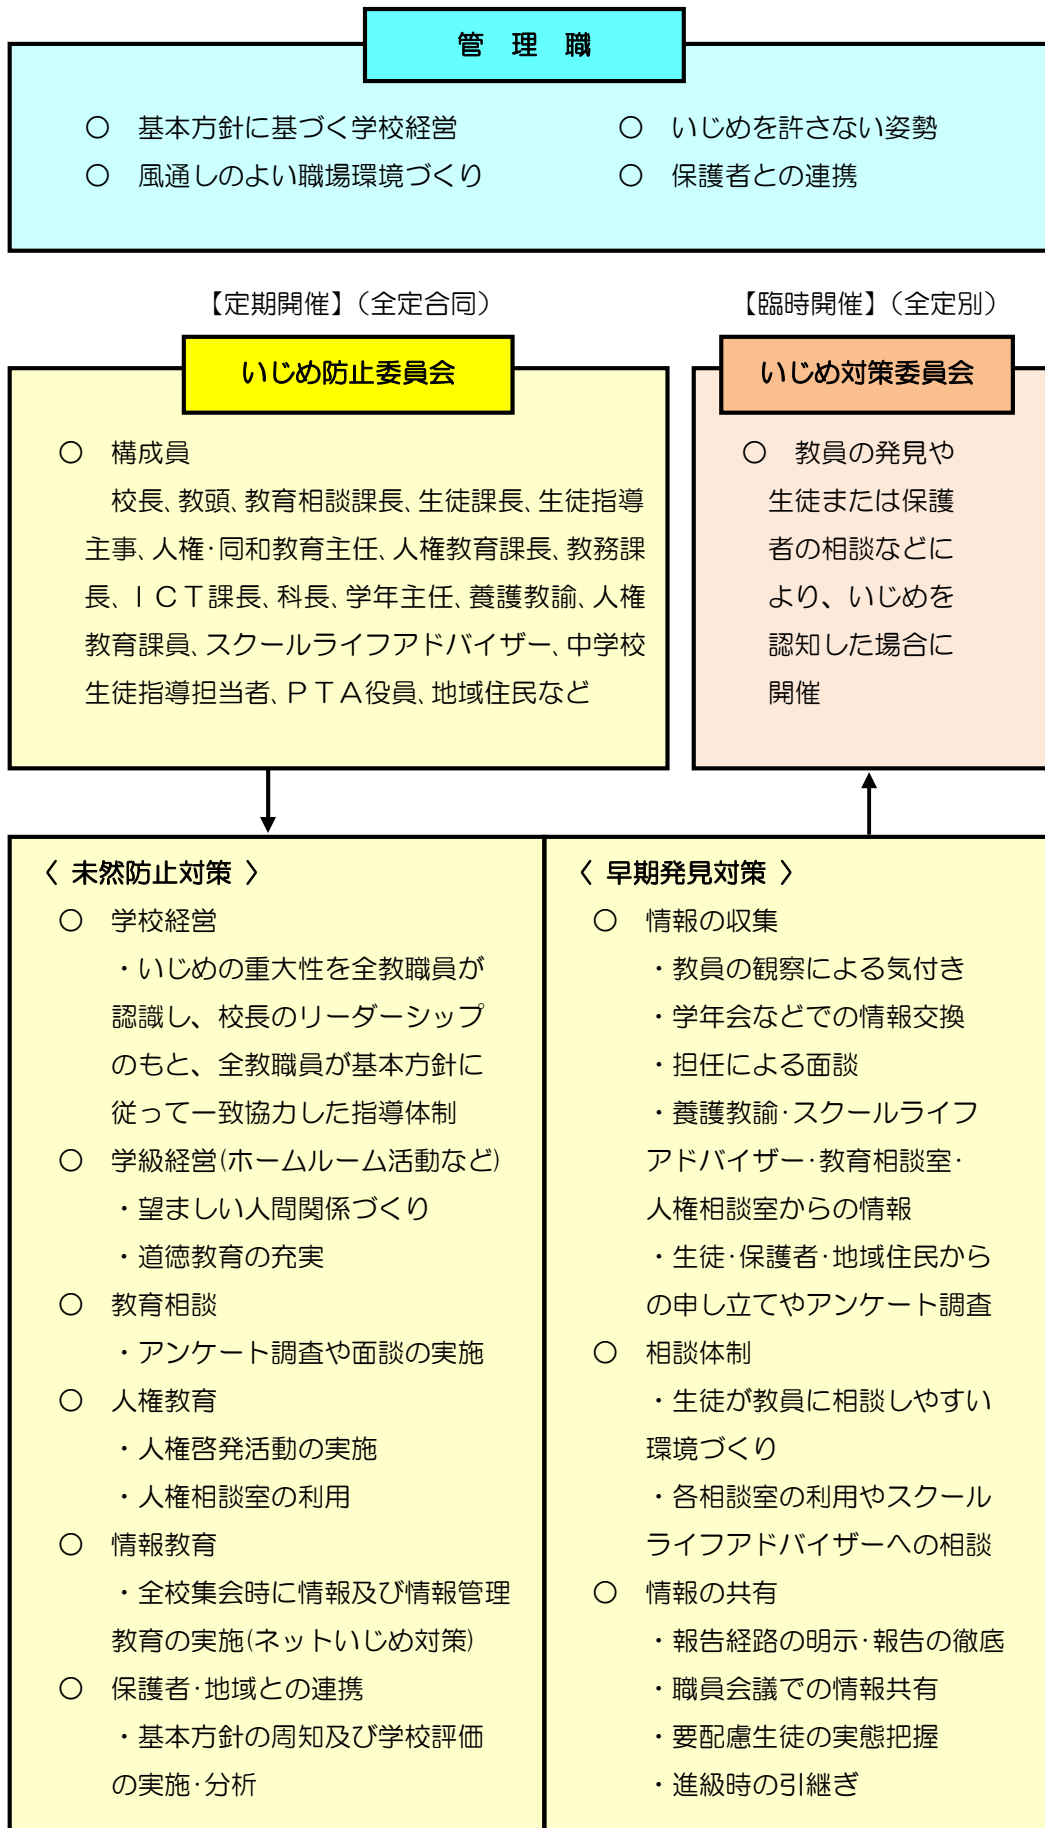 管 理 職
○ 基本方針に基づく学校経営
○ いじめを許さない姿勢
○ 風通しのよい職場環境づくり
○ 保護者との連携
【定期開催】（全定合同）
【臨時開催】（全定別）
いじめ防止委員会
○ 構成員
校長、教頭、教育相談課長、生徒課長、生徒指導
主事、人権・同和教育主任、人権教育課長、教務課
長、ＩＣＴ課長、科長、学年主任、養護教諭、人権
教育課員、スクールライフアドバイザー、中学校
生徒指導担当者、ＰＴＡ役員、地域住民など
いじめ対策委員会
○ 教員の発見や
生徒または保護
者の相談などに
より、いじめを
認知した場合に
開催
〈 未然防止対策 〉
○ 学校経営
・いじめの重大性を全教職員が
認識し、校長のリーダーシップ
のもと、全教職員が基本方針に
従って一致協力した指導体制
○ 学級経営(ホームルーム活動など)
・望ましい人間関係づくり
・道徳教育の充実
○ 教育相談
・アンケート調査や面談の実施
○ 人権教育
・人権啓発活動の実施
・人権相談室の利用
○ 情報教育
・全校集会時に情報及び情報管理
教育の実施(ネットいじめ対策)
○ 保護者・地域との連携
・基本方針の周知及び学校評価
の実施・分析
〈 早期発見対策 〉
○ 情報の収集
・教員の観察による気付き
・学年会などでの情報交換
・担任による面談
・養護教諭・スクールライフ
アドバイザー・教育相談室・
人権相談室からの情報
・生徒・保護者・地域住民から
の申し立てやアンケート調査
○ 相談体制
・生徒が教員に相談しやすい
環境づくり
・各相談室の利用やスクール
ライフアドバイザーへの相談
○ 情報の共有
・報告経路の明示・報告の徹底
・職員会議での情報共有
・要配慮生徒の実態把握
・進級時の引継ぎ